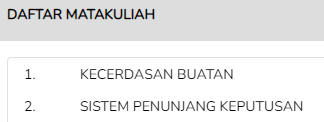 DAFTAR MATAKULIAH
1. KECERDASAN BUATAN
2. SISTEM PENUNJANG KEPUTUSAN